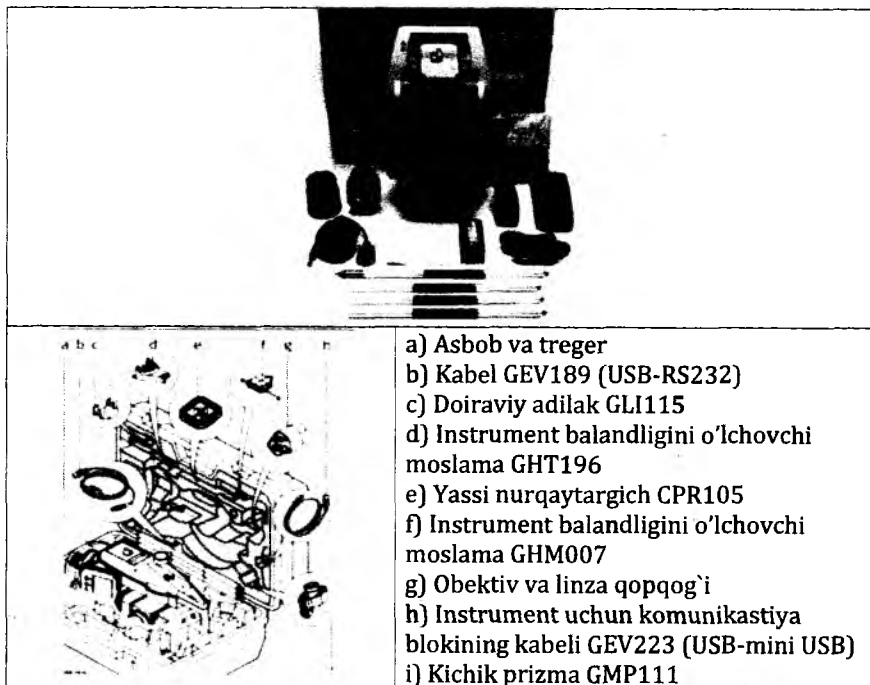 a b c d e f g h
a) Asbob va treger
b) Kabel GEV189 (USB-RS232)
c) Doiraviy adilak GLI115
d) Instrument balandligini o'lchovchi
moslama GHT196
e) Yassi nurqaytargich CPR105
f) Instrument balandligini o'lchovchi
moslama GHM007
g) Obektiv va linza qopqog`i
h) Instrument uchun komunikastiya
blokining kabeli GEV223 (USB-mini USB)
i) Kichik prizma GMP111